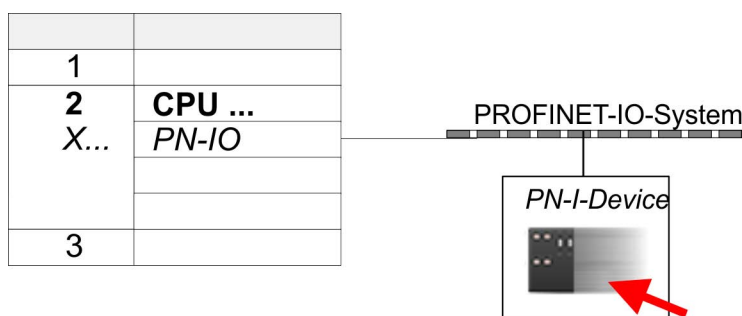 1
2 CPU ...
X... PN-IO
3
PROFINET-IO-System
PN-I-Device